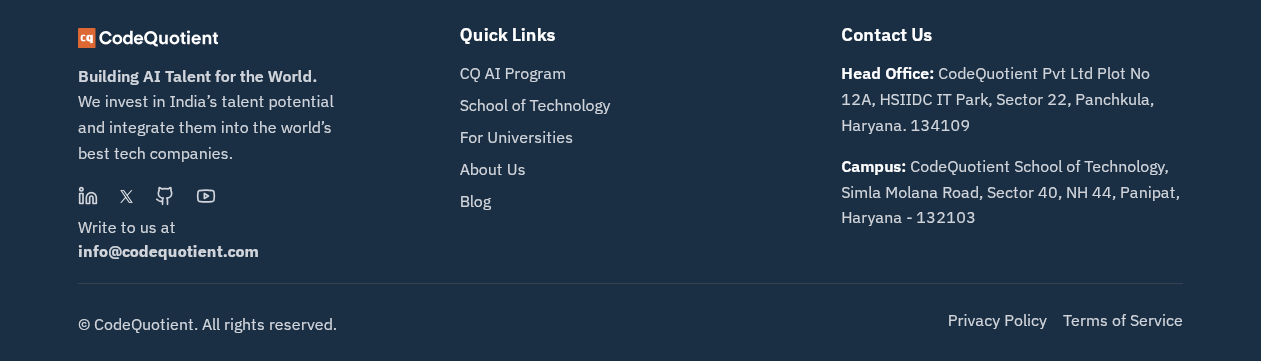 cq CodeQuotient
Building AI Talent for the World.
We invest in India's talent potential
and integrate them into the world's
best tech companies.
Write to us at
info@codequotient.com
Quick Links
CQ AI Program
School of Technology
For Universities
About Us
Blog
Contact Us
Head Office: CodeQuotient Pvt Ltd Plot No
12A, HSIIDC IT Park, Sector 22, Panchkula,
Haryana. 134109
Campus: CodeQuotient School of Technology,
Simla Molana Road, Sector 40, NH 44, Panipat,
Haryana - 132103
© CodeQuotient. All rights reserved.
Privacy Policy Terms of Service